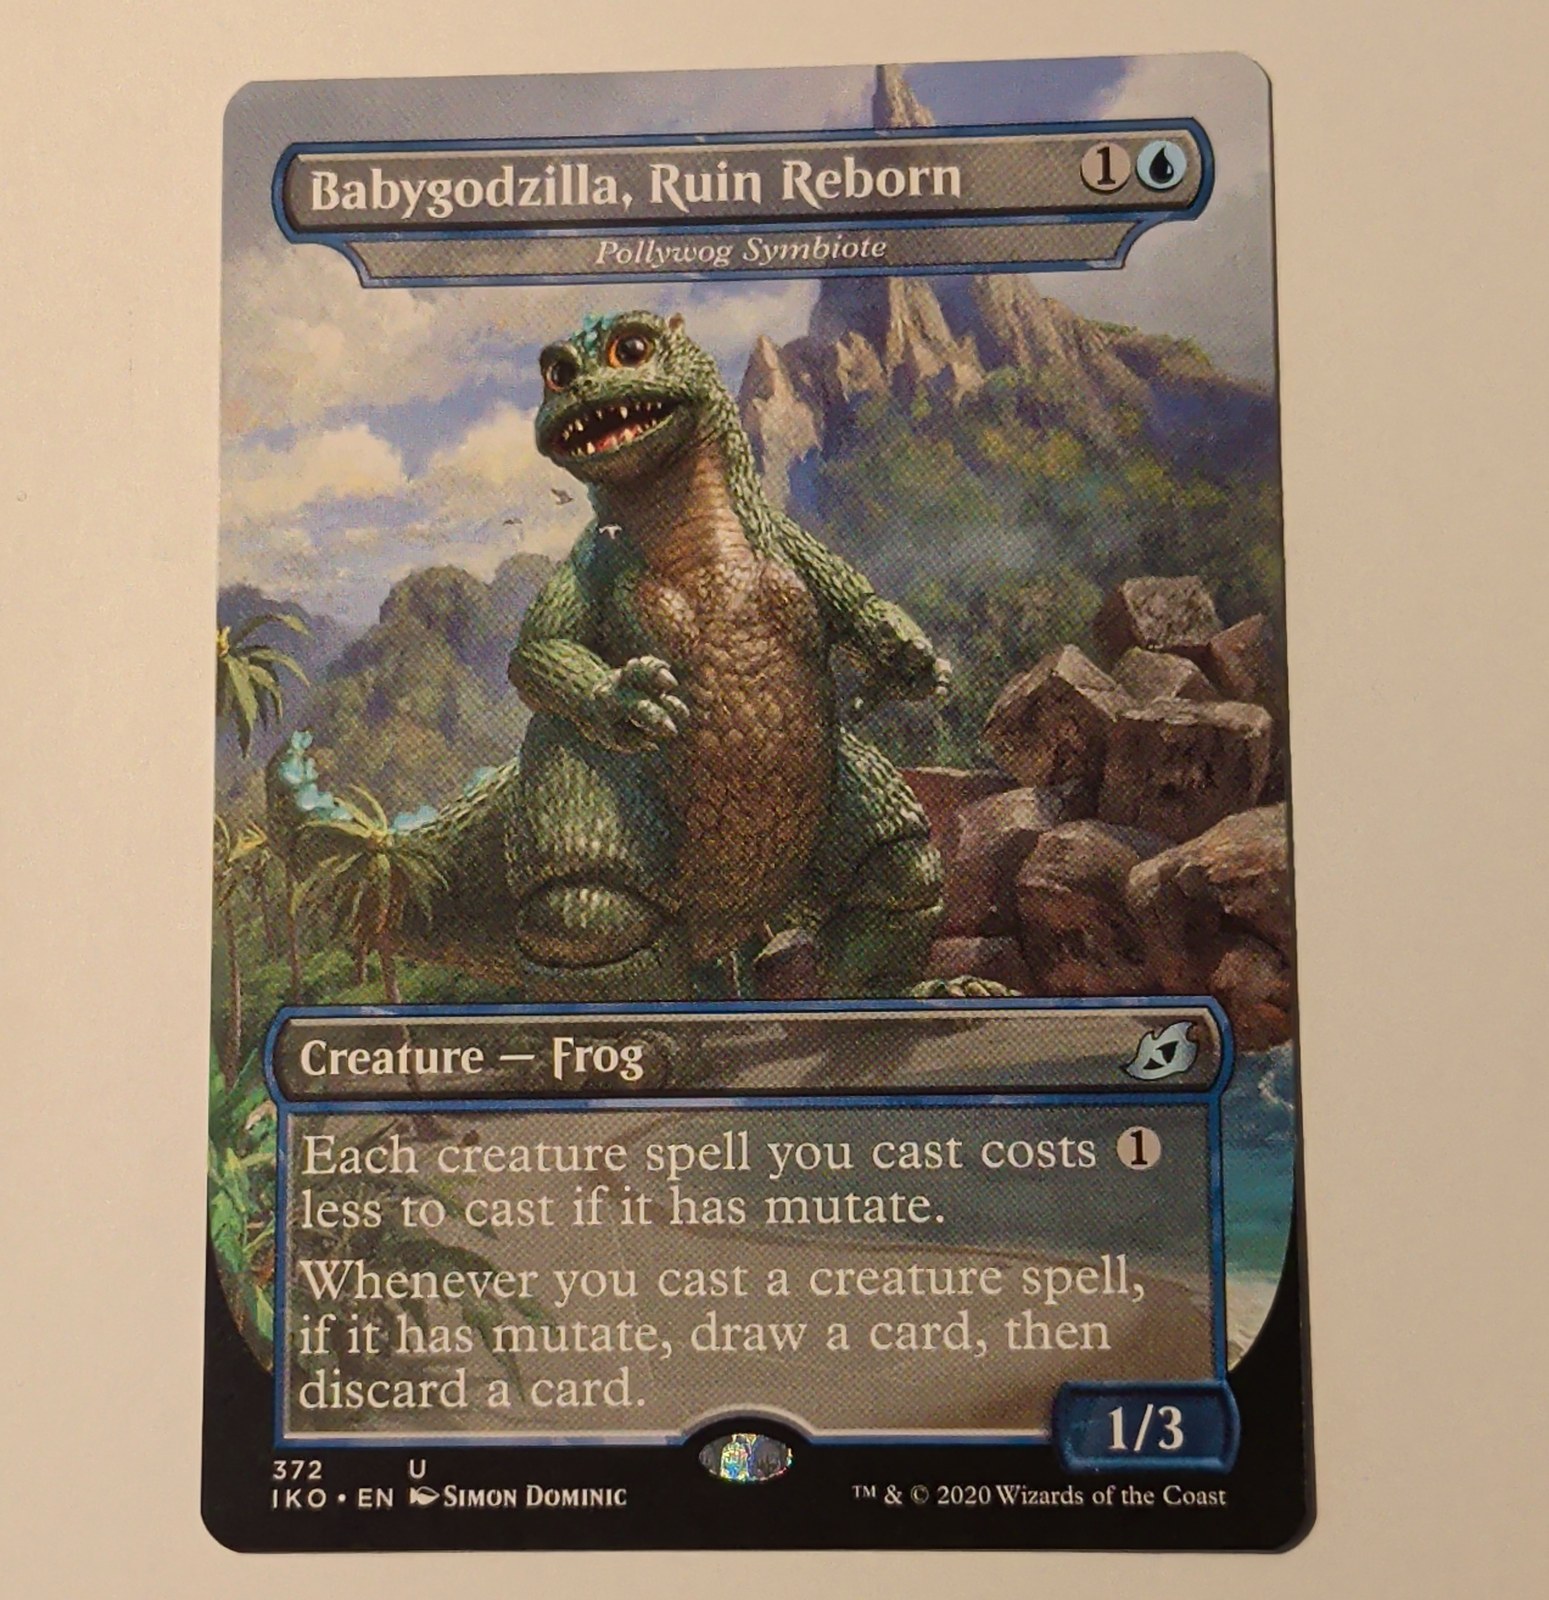 Babygodzilla, Ruin Reborn 1
Pollywog Symbiote
Creature — Frog
Each creature spell you cast costs 1
less to cast if it has mutate.
Whenever you cast a creature spell,
if it has mutate, draw a card, then
discard a card.
1/3
372 U
IKO • EN SIMON DOMINIC
™ & © 2020 Wizards of the Coast